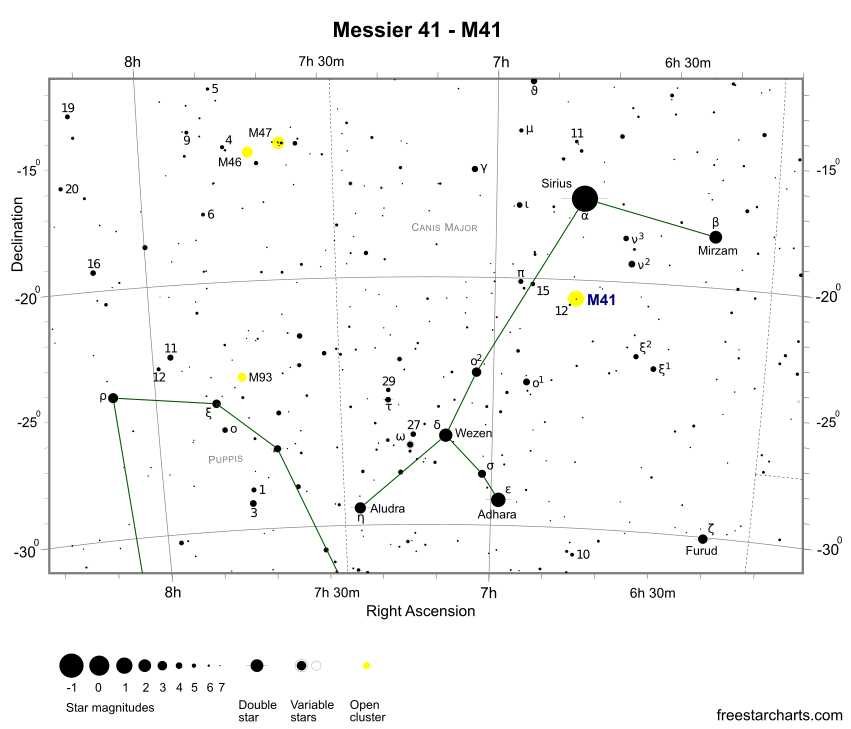 Messier 41 - M41
8h
7h 30m
7h
6h 30m
5
ϑ
19
9
4
M47
M46
μ
11
-15⁰
γ
-15⁰
20
Sirius
α
ι
β
6
CANIS MAJOR
ν³
Mirzam
Declination
16
π
ν²
15
-20⁰
M41
-20⁰
12
11
ξ²
12
M93
ο²
ξ¹
29
ο¹
ρ
τ
ξ
-25⁰
ο
27
δ
Wezen
-25⁰
ω
PUPPIS
σ
1
ε
3
Aludra
Adhara
η
ζ
-30⁰
10
Furud
-30⁰
8h
7h 30m
7h
6h 30m
Right Ascension
-1 0 1 2 3 4 5 6 7
Star magnitudes
Double
star
Variable
stars
Open
cluster
freestarcharts.com